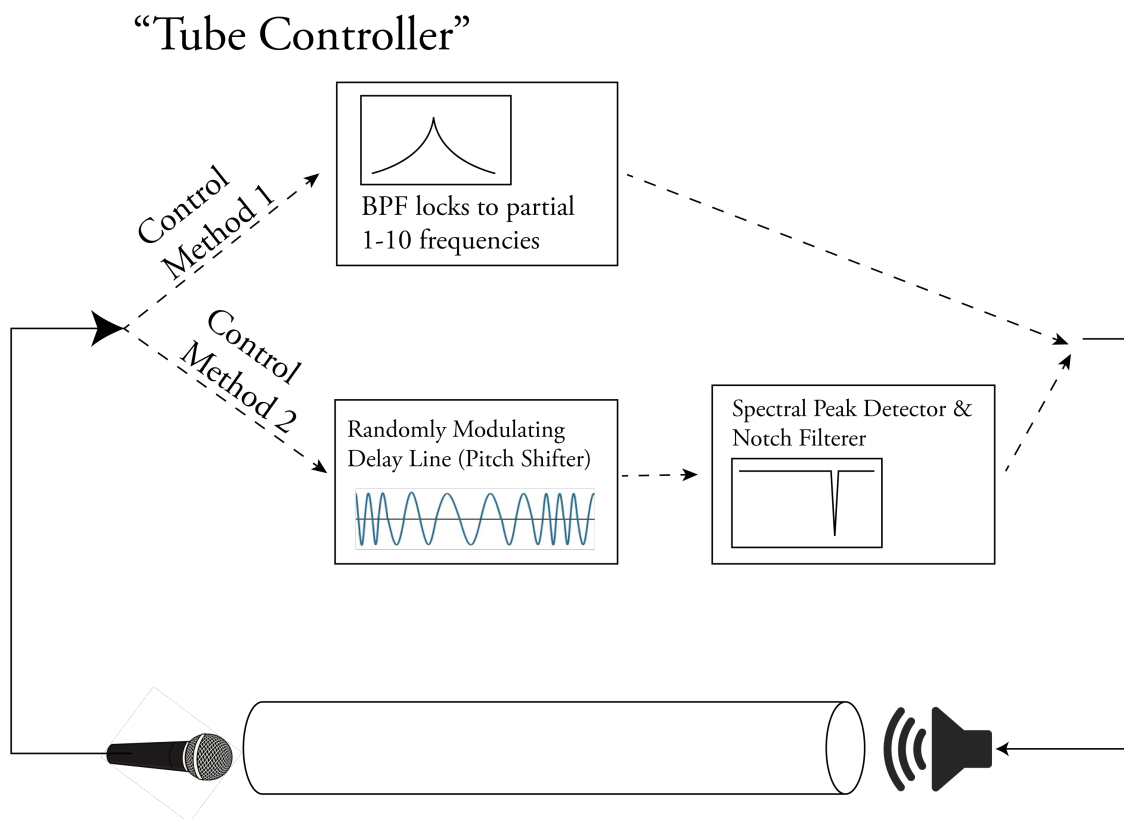 “Tube Controller”
Control
Method 1
BPF locks to partial
1-10 frequencies
Control
Method 2
Randomly Modulating
Delay Line (Pitch Shifter)
Spectral Peak Detector &
Notch Filterer